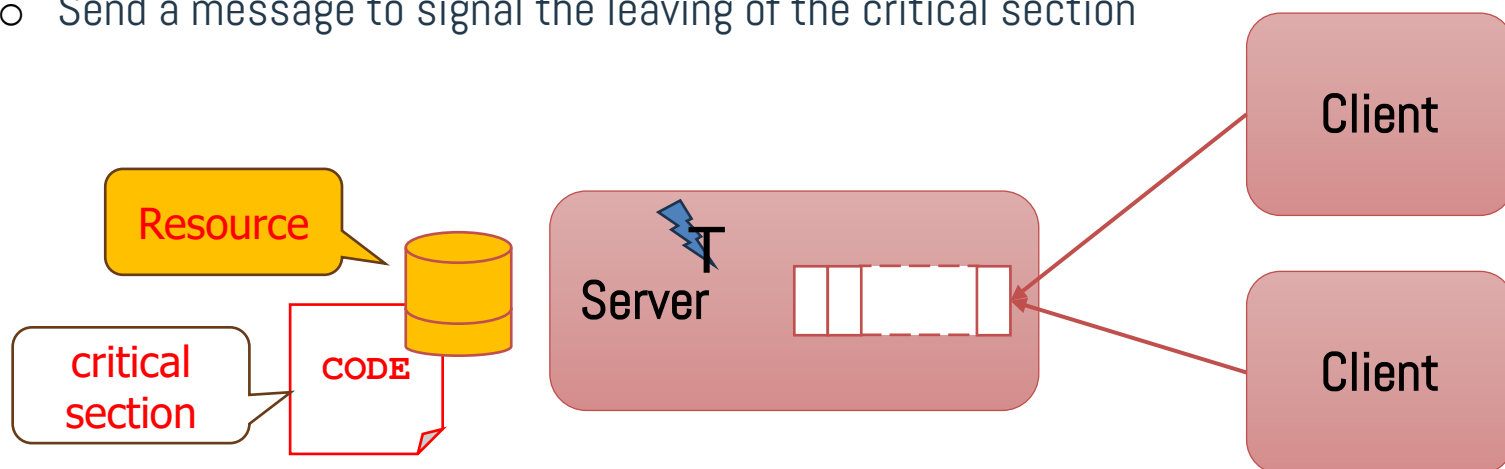 ○ Send a message to signal the leaving of the critical section
Client
Resource
T
Server
critical
section
CODE
Client